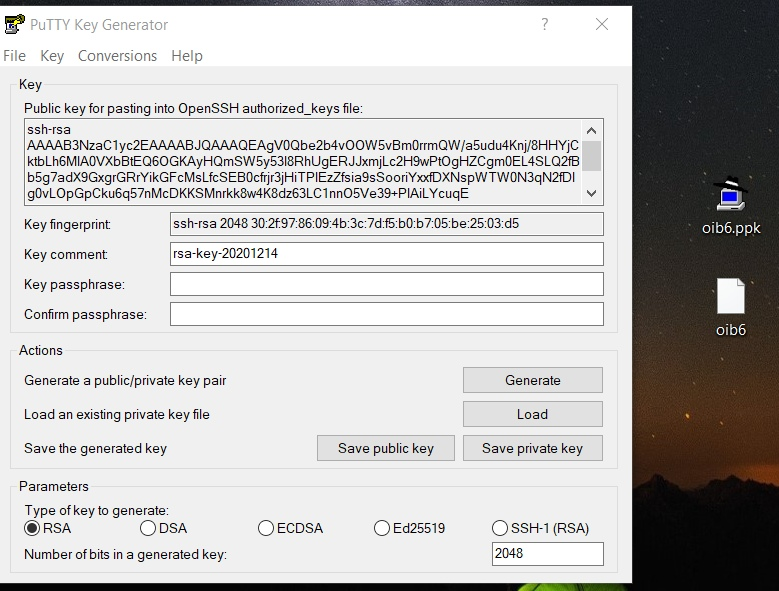 PuTTY Key Generator
File Key Conversions Help
Key
Public key for pasting into OpenSSH authorized_keys file:
ssh-rsa
AAAAB3NzaC1yc2EAAAABJQAAAQEAgV0Qbe2b4vOOW5vBm0rrmQW/a5udu4Knj/8HHYjC
ktbLh6MlA0VXbBtEQ6OGKAyHQmSW5y53l8RhUgERJJxmjLc2H9wPtOgHZCgm0EL4SLQ2fB
b5g7adX9GxgrGRrYikGFcMsLfcSEB0cfrjr3jHiTPlEzZfsia9sSooriYxxfDXNspWTW0N3qN2fDI
g0vLOpGpCku6q57nMcDKKSMnrkk8w4K8dz63LC1nnO5Ve39+PIAiLYcuqE
Key fingerprint:
ssh-rsa 2048 30:2f:97:86:09:4b:3c:7d:f5:b0:b7:05:be:25:03:d5
Key comment:
rsa-key-20201214
Key passphrase:
Confirm passphrase:
Actions
Generate a public/private key pair
Generate
Load an existing private key file
Load
Save the generated key
Save public key
Save private key
Parameters
Type of key to generate:
RSA DSA ECDSA Ed25519 SSH-1 (RSA)
Number of bits in a generated key:
2048
oib6.ppk
oib6